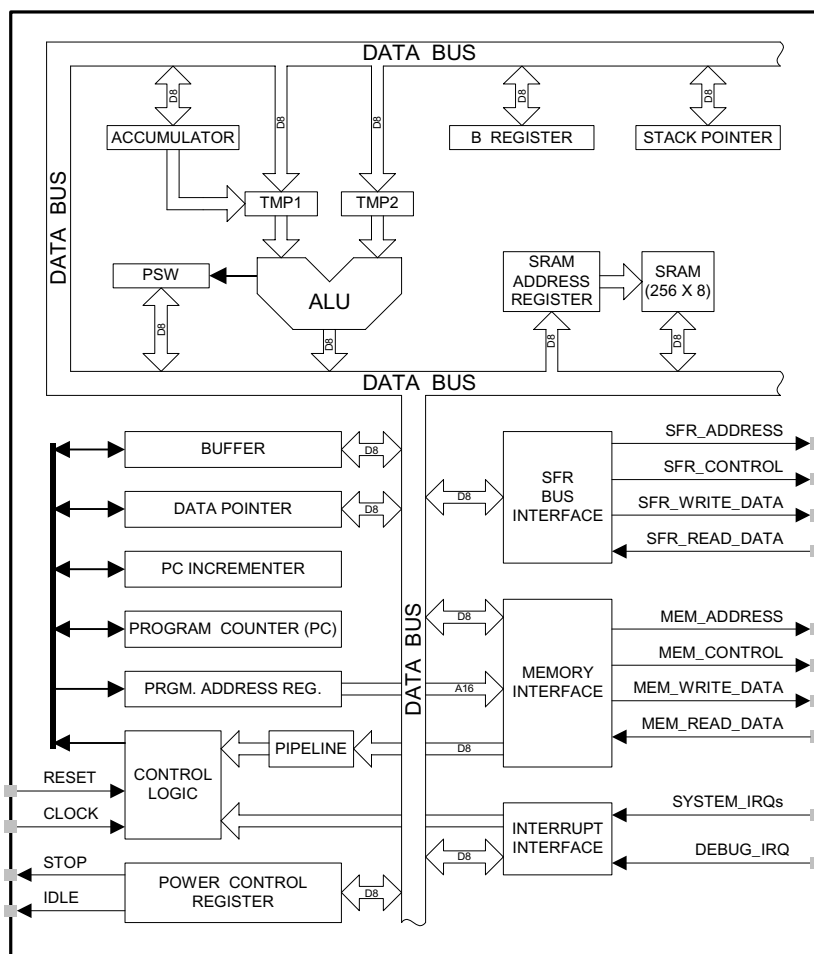 DATA BUS
D8
D8
D8
D8
D8
ACCUMULATOR
B REGISTER
STACK POINTER
DATA BUS
TMP1
TMP2
PSW
ALU
SRAM
ADDRESS
REGISTER
SRAM
(256 X 8)
D8
D8
D8
D8
DATA BUS
BUFFER
D8
DATA POINTER
D8
PC INCREMENTER
PROGRAM COUNTER (PC)
PRGM. ADDRESS REG.
A16
DATA BUS
D8
SFR
BUS
INTERFACE
SFR_ADDRESS
SFR_CONTROL
SFR_WRITE_DATA
SFR_READ_DATA
D8
MEMORY
INTERFACE
MEM_ADDRESS
MEM_CONTROL
MEM_WRITE_DATA
MEM_READ_DATA
PIPELINE
D8
RESET
CLOCK
CONTROL
LOGIC
INTERRUPT
INTERFACE
SYSTEM_IRQs
DEBUG_IRQ
D8
STOP
IDLE
POWER CONTROL
REGISTER
D8